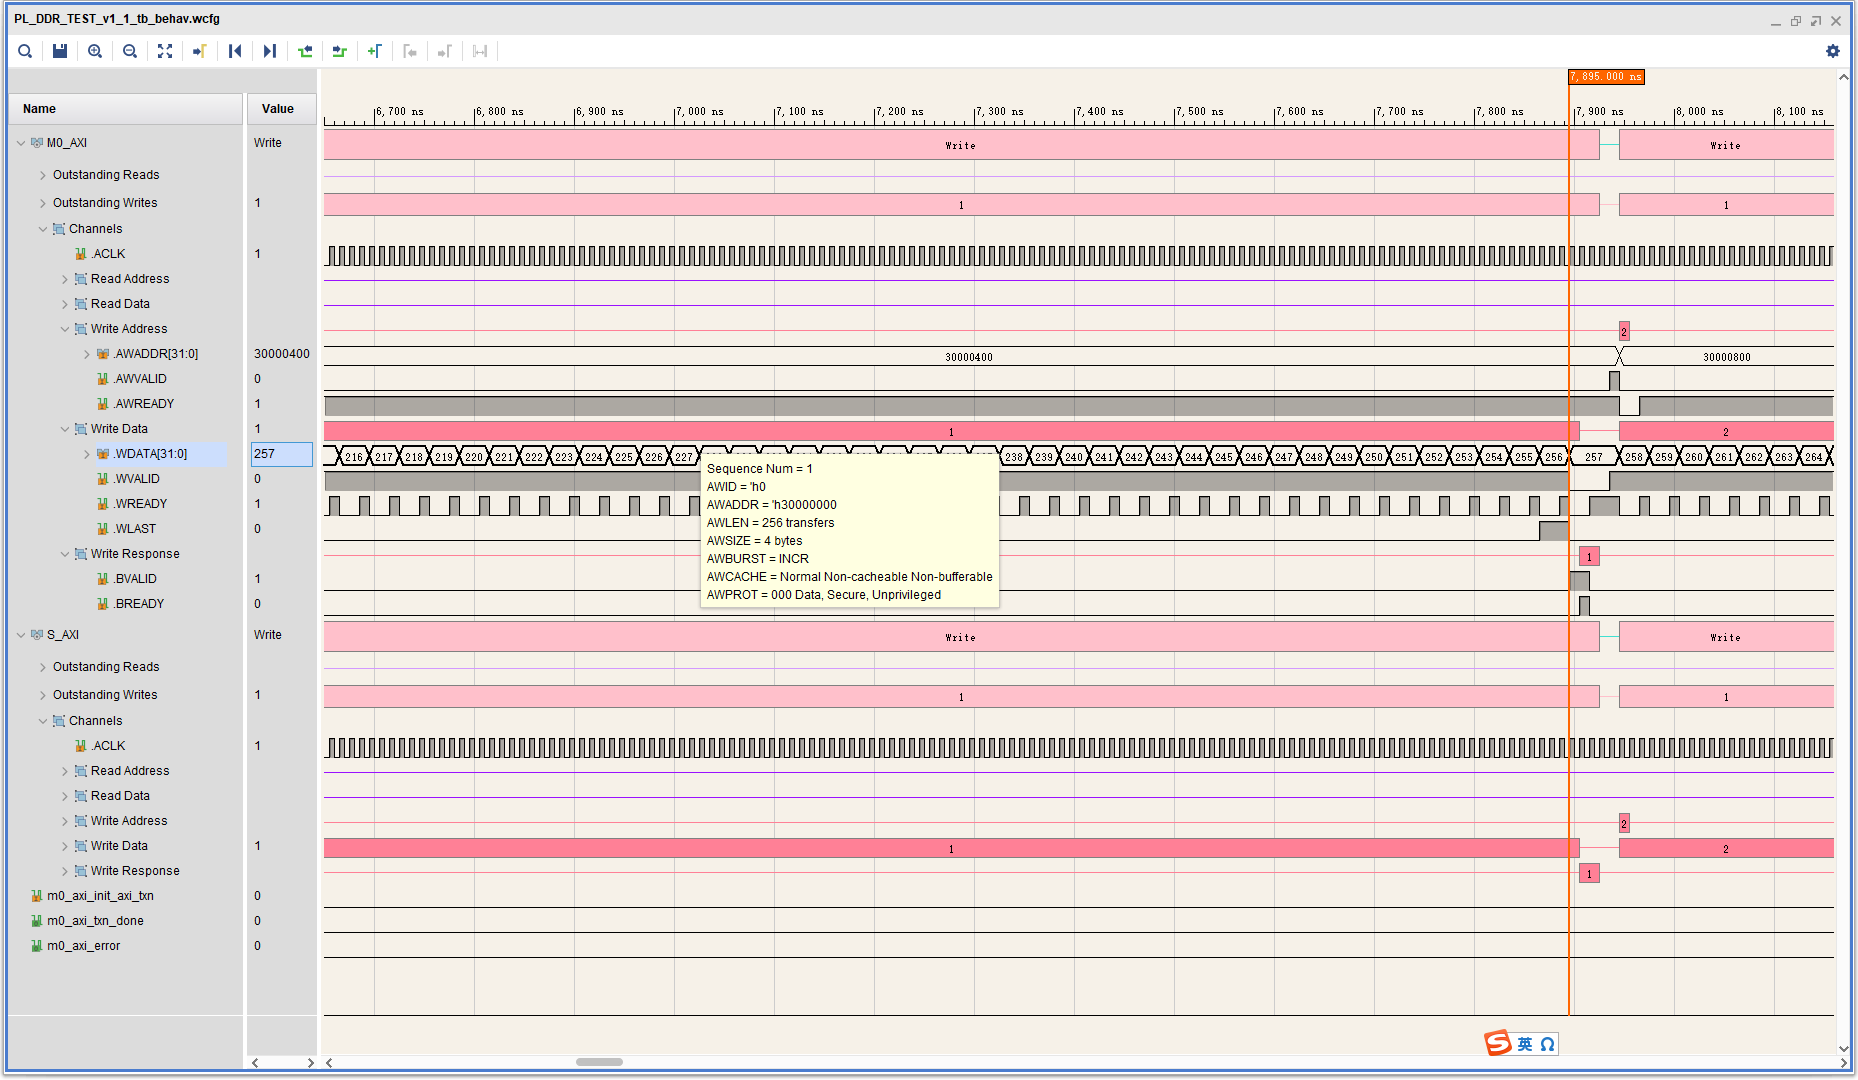 PL_DDR_TEST_v1_1_tb_behav.wcfg
7,895.000 ns
Name Value
6,700 ns 6,800 ns 6,900 ns 7,000 ns 7,100 ns 7,200 ns 7,300 ns 7,400 ns 7,500 ns 7,600 ns 7,700 ns 7,800 ns 7,900 ns 8,000 ns 8,100 ns
M0_AXI Write Write Write
Outstanding Reads
Outstanding Writes 1 1 1
Channels
.ACLK 1
Read Address
Read Data
Write Address 2
.AWADDR[31:0] 30000400 30000400 30000800
.AWVALID 0
.AWREADY 1
Write Data 1 1 2
.WDATA[31:0] 257 216 217 218 219 220 221 222 223 224 225 226 227 238 239 240 241 242 243 244 245 246 247 248 249 250 251 252 253 254 255 256 257 258 259 260 261 262 263 264
.WVALID 0
.WREADY 1
.WLAST 0
Write Response 1
.BVALID 1
.BREADY 0
Sequence Num = 1
AWID = 'h0
AWADDR = 'h30000000
AWLEN = 256 transfers
AWSIZE = 4 bytes
AWBURST = INCR
AWCACHE = Normal Non-cacheable Non-bufferable
AWPROT = 000 Data, Secure, Unprivileged
S_AXI Write Write Write
Outstanding Reads
Outstanding Writes 1 1 1
Channels
.ACLK 1
Read Address
Read Data
Write Address 2
Write Data 1 1 2
Write Response 1
m0_axi_init_axi_txn 0
m0_axi_txn_done 0
m0_axi_error 0
S 英 Ω